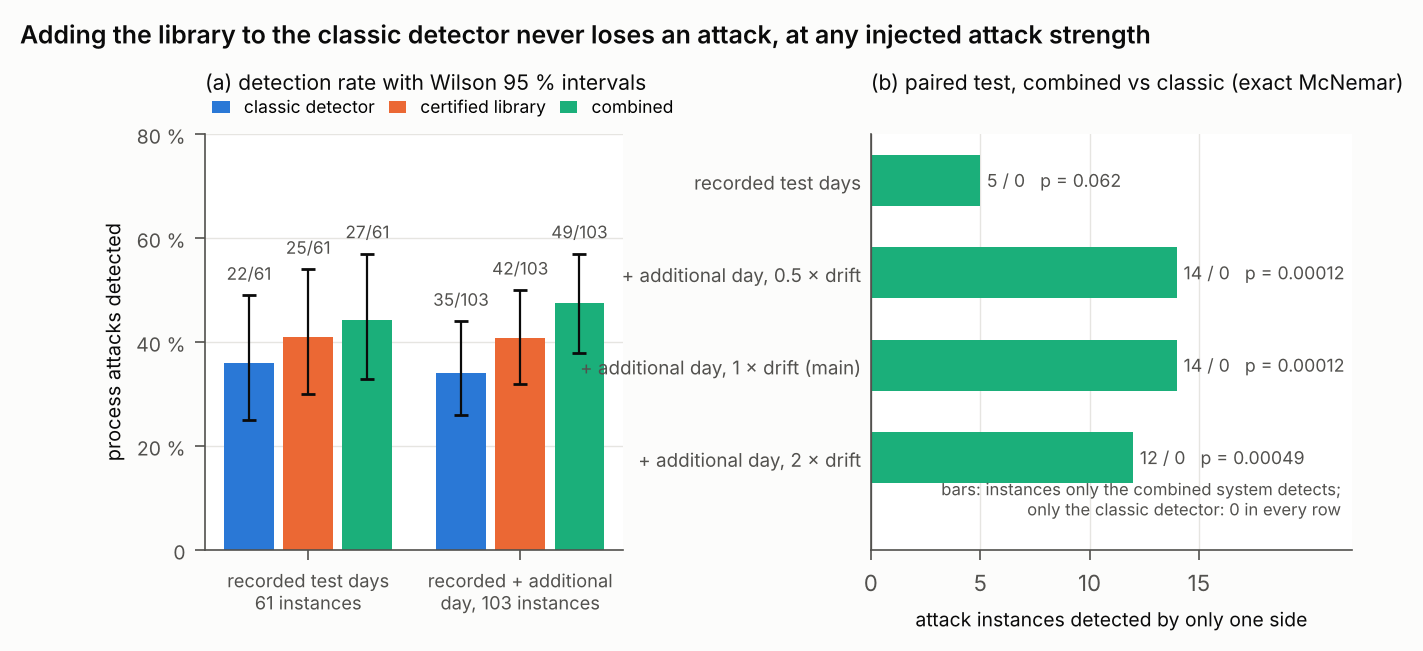 Adding the library to the classic detector never loses an attack, at any injected attack strength
(a) detection rate with Wilson 95 % intervals
classic detector
certified library
combined
80 %
60 %
40 %
20 %
0
process attacks detected
22/61
25/61
27/61
35/103
42/103
49/103
recorded test days
61 instances
recorded + additional
day, 103 instances
(b) paired test, combined vs classic (exact McNemar)
recorded test days
5 / 0 p = 0.062
+ additional day, 0.5 × drift
14 / 0 p = 0.00012
+ additional day, 1 × drift (main)
14 / 0 p = 0.00012
+ additional day, 2 × drift
12 / 0 p = 0.00049
bars: instances only the combined system detects;
only the classic detector: 0 in every row
0
5
10
15
attack instances detected by only one side